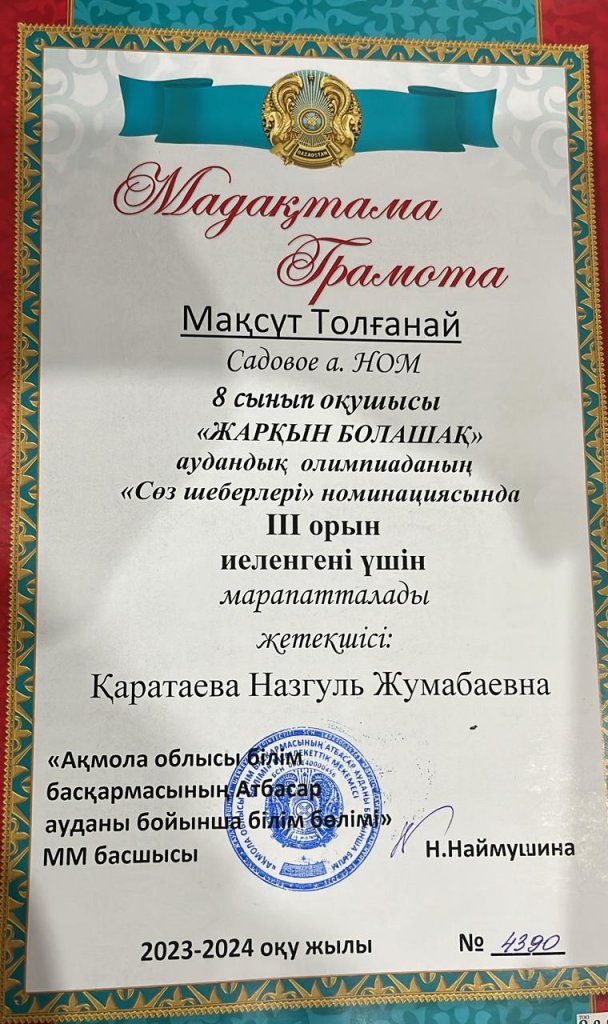 QAZAQSTAN
Мадақтама
Грамота
Мақсүт Толғанай
Садовое а. НОМ
8 сынып оқушысы
«ЖАРҚЫН БОЛАШАҚ»
аудандық олимпиаданың
«Сөз шеберлері» номинациясында
III орын
иеленгені үшін
марапатталады
жетекшісі:
Қаратаева Назгуль Жумабаевна
«Ақмола облысы білім
басқармасының Атбасар
ауданы бойынша білім бөлімі»
ММ басшысы
Н.Наймушина
2023-2024 оқу жылы
№ 4390